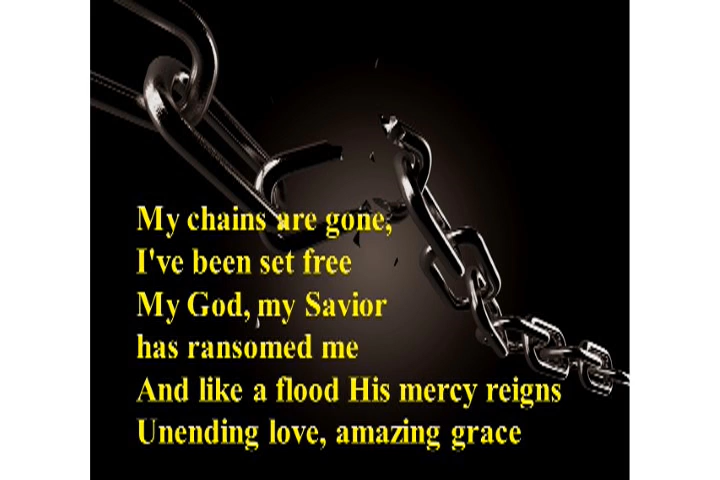 My chains are gone,
I've been set free
My God, my Savior
has ransomed me
And like a flood His mercy reigns
Unending love, amazing grace